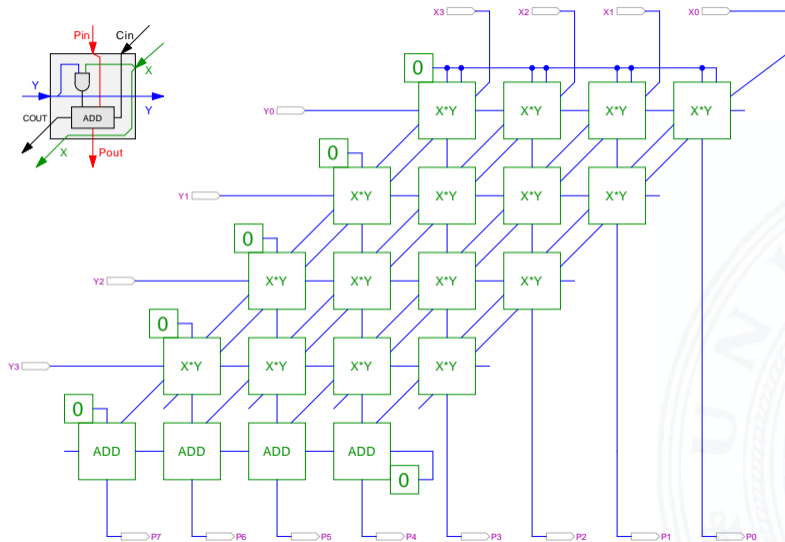 X3 X2 X1 X0
Pin Cin
X
Y Y
ADD
COUT
X Pout
0
Y0 X*Y X*Y X*Y X*Y
0
Y1 X*Y X*Y X*Y X*Y
0
Y2 X*Y X*Y X*Y X*Y
0
Y3 X*Y X*Y X*Y X*Y
0
ADD ADD ADD ADD
0
P7 P6 P5 P4 P3 P2 P1 P0
U N I